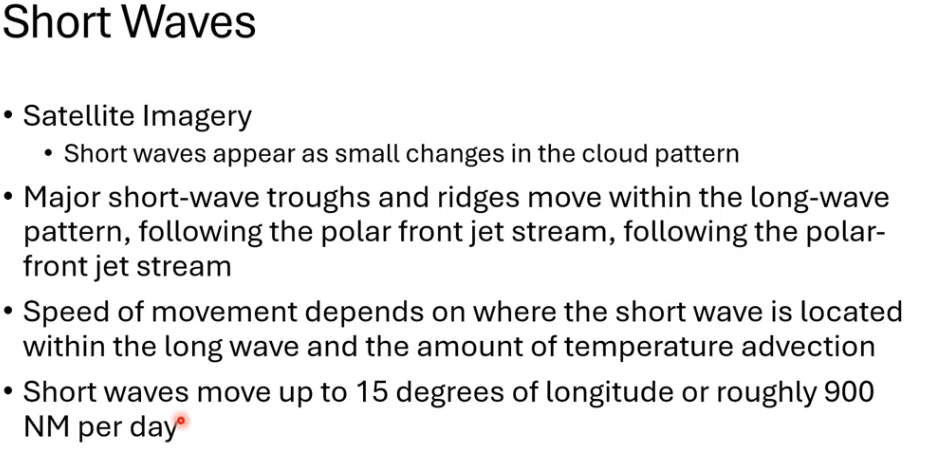 Short Waves
• Satellite Imagery
• Short waves appear as small changes in the cloud pattern
• Major short-wave troughs and ridges move within the long-wave
pattern, following the polar front jet stream, following the polar-
front jet stream
• Speed of movement depends on where the short wave is located
within the long wave and the amount of temperature advection
• Short waves move up to 15 degrees of longitude or roughly 900
NM per day